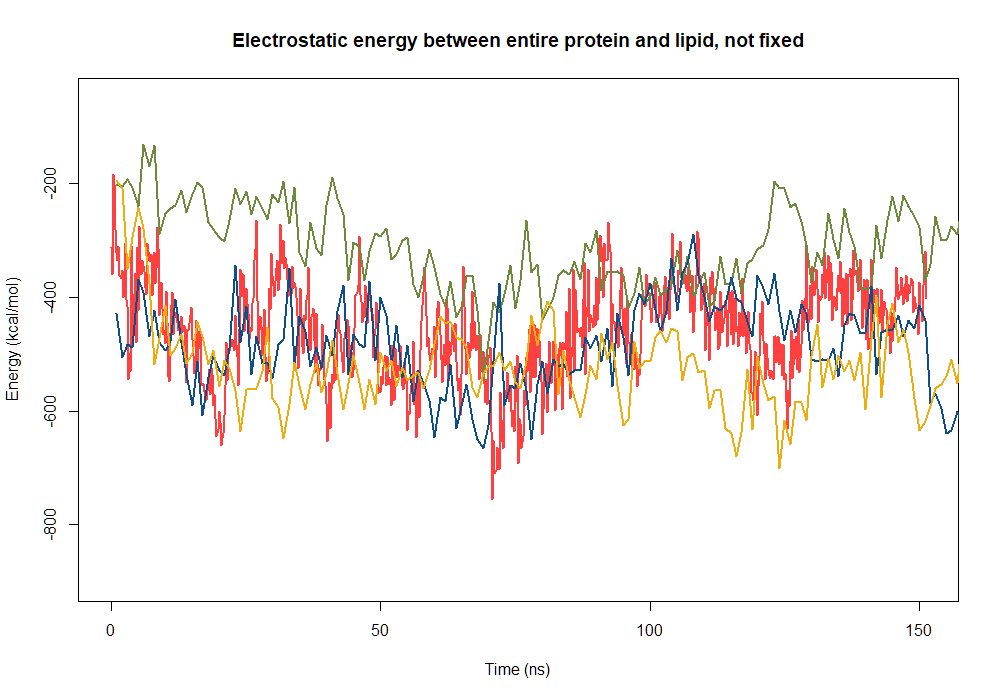 Electrostatic energy between entire protein and lipid, not fixed
Energy (kcal/mol)
-200
-400
-600
-800
0 50 100 150
Time (ns)